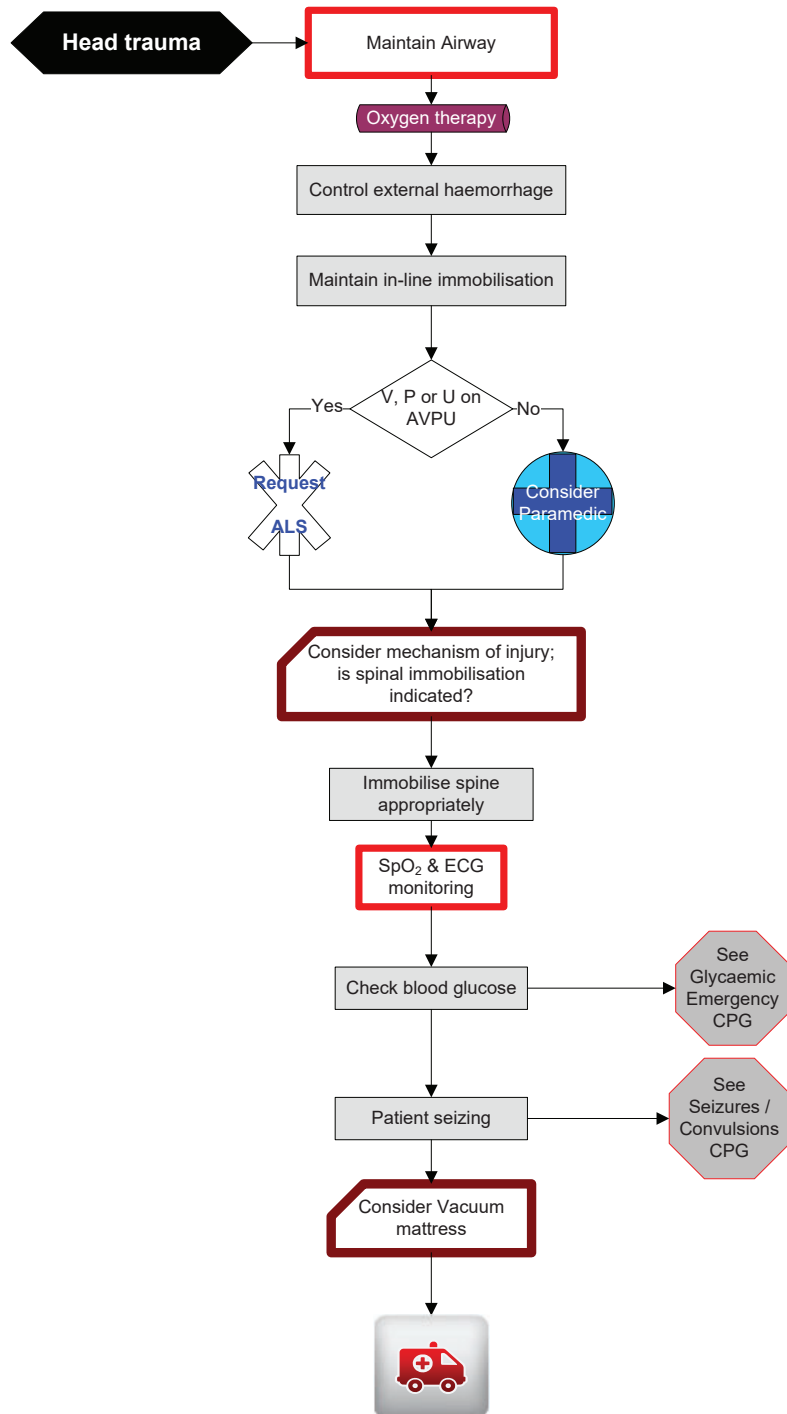 Head trauma
Maintain Airway
Oxygen therapy
Control external haemorrhage
Maintain in-line immobilisation
V, P or U on
AVPU
Yes
No
Request
ALS
Consider
Paramedic
Consider mechanism of injury;
is spinal immobilisation
indicated?
Immobilise spine
appropriately
SpO₂ & ECG
monitoring
Check blood glucose
See
Glycaemic
Emergency
CPG
Patient seizing
See
Seizures /
Convulsions
CPG
Consider Vacuum
mattress